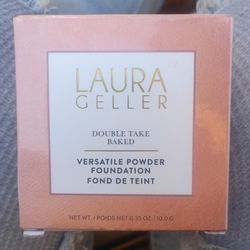 LAURA
GELLER
DOUBLE TAKE
BAKED
VERSATILE POWDER
FOUNDATION
FOND DE TEINT
NET WT. / POIDS NET 0.35 OZ. | 10.0 G